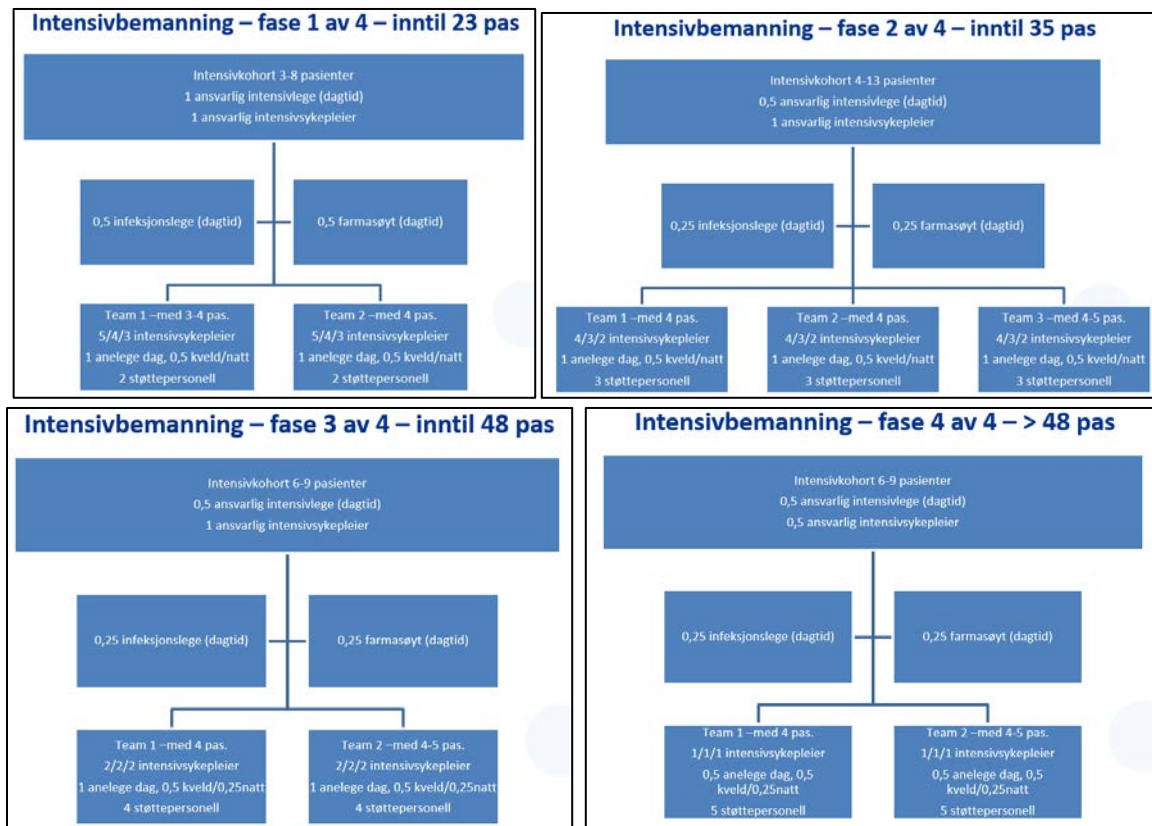 Intensivbemanning – fase 1 av 4 – inntil 23 pas
Intensivkohort 3-8 pasienter
1 ansvarlig intensivlege (dagtid)
1 ansvarlig intensivsykepleier
0,5 infeksjonslege (dagtid)
0,5 farmasøyt (dagtid)
Team 1 –med 3-4 pas.
5/4/3 intensivsykepleier
1 anelege dag, 0,5 kveld/natt
2 støttepersonell
Team 2 –med 4 pas.
5/4/3 intensivsykepleier
1 anelege dag, 0,5 kveld/natt
2 støttepersonell
Intensivbemanning – fase 2 av 4 – inntil 35 pas
Intensivkohort 4-13 pasienter
0,5 ansvarlig intensivlege (dagtid)
1 ansvarlig intensivsykepleier
0,25 infeksjonslege (dagtid)
0,25 farmasøyt (dagtid)
Team 1 –med 4 pas.
4/3/2 intensivsykepleier
1 anelege dag, 0,5 kveld/natt
3 støttepersonell
Team 2 –med 4 pas.
4/3/2 intensivsykepleier
1 anelege dag, 0,5 kveld/natt
3 støttepersonell
Team 3 –med 4-5 pas.
4/3/2 intensivsykepleier
1 anelege dag, 0,5 kveld/natt
3 støttepersonell
Intensivbemanning – fase 3 av 4 – inntil 48 pas
Intensivkohort 6-9 pasienter
0,5 ansvarlig intensivlege (dagtid)
1 ansvarlig intensivsykepleier
0,25 infeksjonslege (dagtid)
0,25 farmasøyt (dagtid)
Team 1 –med 4 pas.
2/2/2 intensivsykepleier
1 anelege dag, 0,5 kveld/0,25natt
4 støttepersonell
Team 2 –med 4-5 pas.
2/2/2 intensivsykepleier
1 anelege dag, 0,5 kveld/0,25natt
4 støttepersonell
Intensivbemanning – fase 4 av 4 – > 48 pas
Intensivkohort 6-9 pasienter
0,5 ansvarlig intensivlege (dagtid)
0,5 ansvarlig intensivsykepleier
0,25 infeksjonslege (dagtid)
0,25 farmasøyt (dagtid)
Team 1 –med 4 pas.
1/1/1 intensivsykepleier
0,5 anelege dag, 0,5
kveld/0,25natt
5 støttepersonell
Team 2 –med 4-5 pas.
1/1/1 intensivsykepleier
0,5 anelege dag, 0,5
kveld/0,25natt
5 støttepersonell